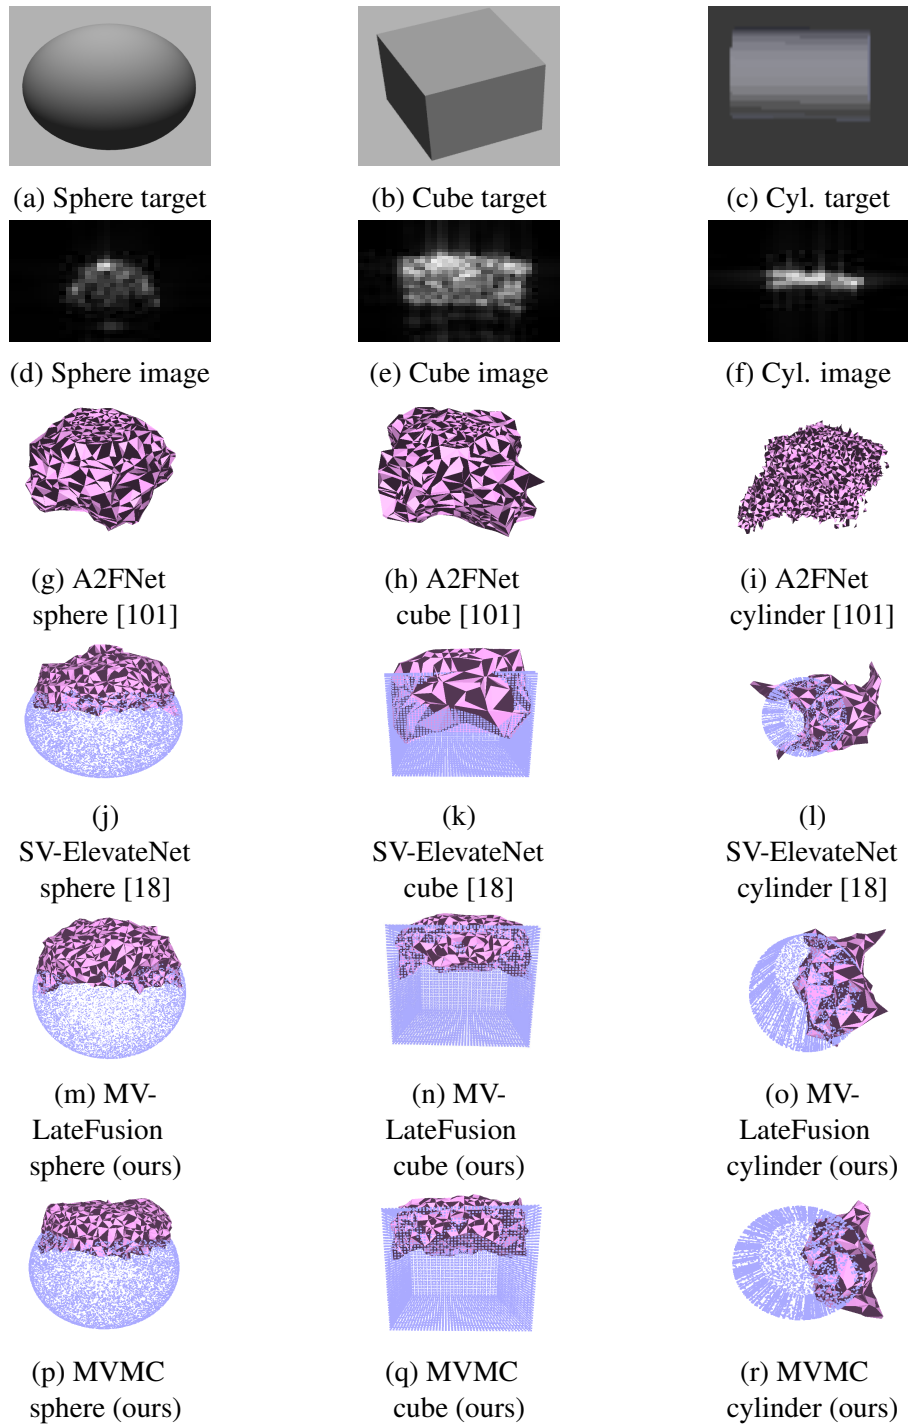 (a) Sphere target
(b) Cube target
(c) Cyl. target
(d) Sphere image
(e) Cube image
(f) Cyl. image
(g) A2FNet
sphere [101]
(h) A2FNet
cube [101]
(i) A2FNet
cylinder [101]
(j)
SV-ElevateNet
sphere [18]
(k)
SV-ElevateNet
cube [18]
(l)
SV-ElevateNet
cylinder [18]
(m) MV-
LateFusion
sphere (ours)
(n) MV-
LateFusion
cube (ours)
(o) MV-
LateFusion
cylinder (ours)
(p) MVMC
sphere (ours)
(q) MVMC
cube (ours)
(r) MVMC
cylinder (ours)